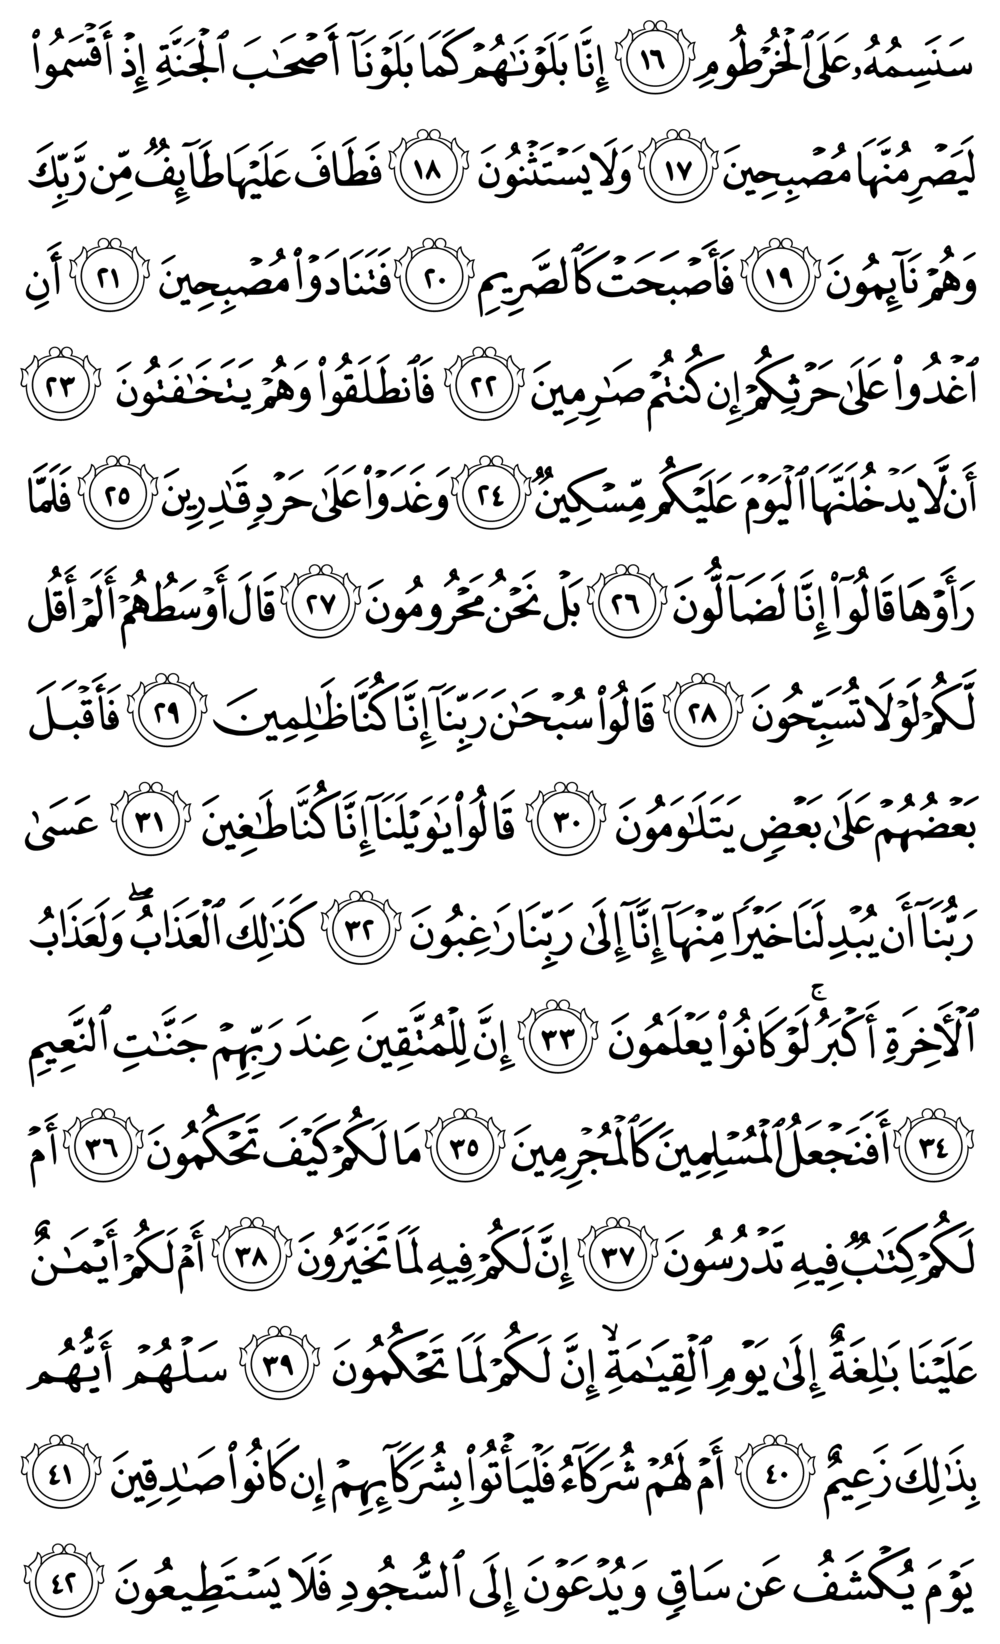 سَنَسِمُهُۥ عَلَى ٱلْخُرْطُومِ ١٦ إِنَّا بَلَوْنَـٰهُمْ كَمَا بَلَوْنَآ أَصْحَـٰبَ ٱلْجَنَّةِ إِذْ أَقْسَمُوا۟
لَيَصْرِمُنَّهَا مُصْبِحِينَ ١٧ وَلَا يَسْتَثْنُونَ ١٨ فَطَافَ عَلَيْهَا طَآئِفٌ مِّن رَّبِّكَ
وَهُمْ نَآئِمُونَ ١٩ فَأَصْبَحَتْ كَٱلصَّرِيمِ ٢٠ فَتَنَادَوْا۟ مُصْبِحِينَ ٢١ أَنِ
ٱغْدُوا۟ عَلَىٰ حَرْثِكُمْ إِن كُنتُمْ صَـٰرِمِينَ ٢٢ فَٱنطَلَقُوا۟ وَهُمْ يَتَخَـٰفَتُونَ ٢٣
أَن لَّا يَدْخُلَنَّهَا ٱلْيَوْمَ عَلَيْكُم مِّسْكِينٌ ٢٤ وَغَدَوْا۟ عَلَىٰ حَرْدٍ قَـٰدِرِينَ ٢٥ فَلَمَّا
رَأَوْهَا قَالُوٓا۟ إِنَّا لَضَآلُّونَ ٢٦ بَلْ نَحْنُ مَحْرُومُونَ ٢٧ قَالَ أَوْسَطُهُمْ أَلَمْ أَقُل
لَّكُمْ لَوْلَا تُسَبِّحُونَ ٢٨ قَالُوا۟ سُبْحَـٰنَ رَبِّنَآ إِنَّا كُنَّا ظَـٰلِمِينَ ٢٩ فَأَقْبَلَ
بَعْضُهُمْ عَلَىٰ بَعْضٍ يَتَلَـٰوَمُونَ ٣٠ قَالُوا۟ يَـٰوَيْلَنَآ إِنَّا كُنَّا طَـٰغِينَ ٣١ عَسَىٰ
رَبُّنَآ أَن يُبْدِلَنَا خَيْرًا مِّنْهَآ إِنَّآ إِلَىٰ رَبِّنَا رَٰغِبُونَ ٣٢ كَذَٰلِكَ ٱلْعَذَابُ ۖ وَلَعَذَابُ
ٱلْـَٔاخِرَةِ أَكْبَرُ ۚ لَوْ كَانُوا۟ يَعْلَمُونَ ٣٣ إِنَّ لِلْمُتَّقِينَ عِندَ رَبِّهِمْ جَنَّـٰتِ ٱلنَّعِيمِ
٣٤ أَفَنَجْعَلُ ٱلْمُسْلِمِينَ كَٱلْمُجْرِمِينَ ٣٥ مَا لَكُمْ كَيْفَ تَحْكُمُونَ ٣٦ أَمْ
لَكُمْ كِتَـٰبٌ فِيهِ تَدْرُسُونَ ٣٧ إِنَّ لَكُمْ فِيهِ لَمَا تَخَيَّرُونَ ٣٨ أَمْ لَكُمْ أَيْمَـٰنٌ
عَلَيْنَا بَـٰلِغَةٌ إِلَىٰ يَوْمِ ٱلْقِيَـٰمَةِ ۙ إِنَّ لَكُمْ لَمَا تَحْكُمُونَ ٣٩ سَلْهُمْ أَيُّهُم
بِذَٰلِكَ زَعِيمٌ ٤٠ أَمْ لَهُمْ شُرَكَآءُ فَلْيَأْتُوا۟ بِشُرَكَآئِهِمْ إِن كَانُوا۟ صَـٰدِقِينَ ٤١
يَوْمَ يُكْشَفُ عَن سَاقٍ وَيُدْعَوْنَ إِلَى ٱلسُّجُودِ فَلَا يَسْتَطِيعُونَ ٤٢